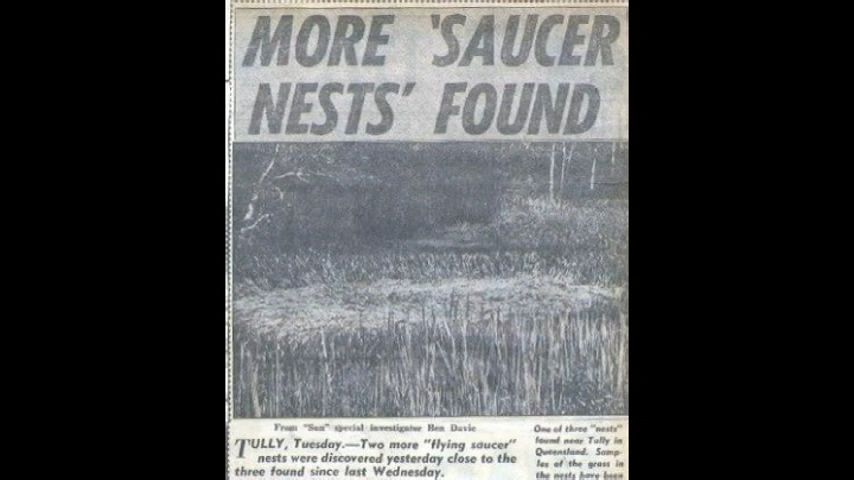 MORE 'SAUCER
NESTS' FOUND
From "Sun" special investigator Ben Davie
TULLY, Tuesday.—Two more "flying saucer"
nests were discovered yesterday close to the
three found since last Wednesday.
One of three "nests"
found near Tully in
Queensland. Samp-
les of the grass in
the nests have been